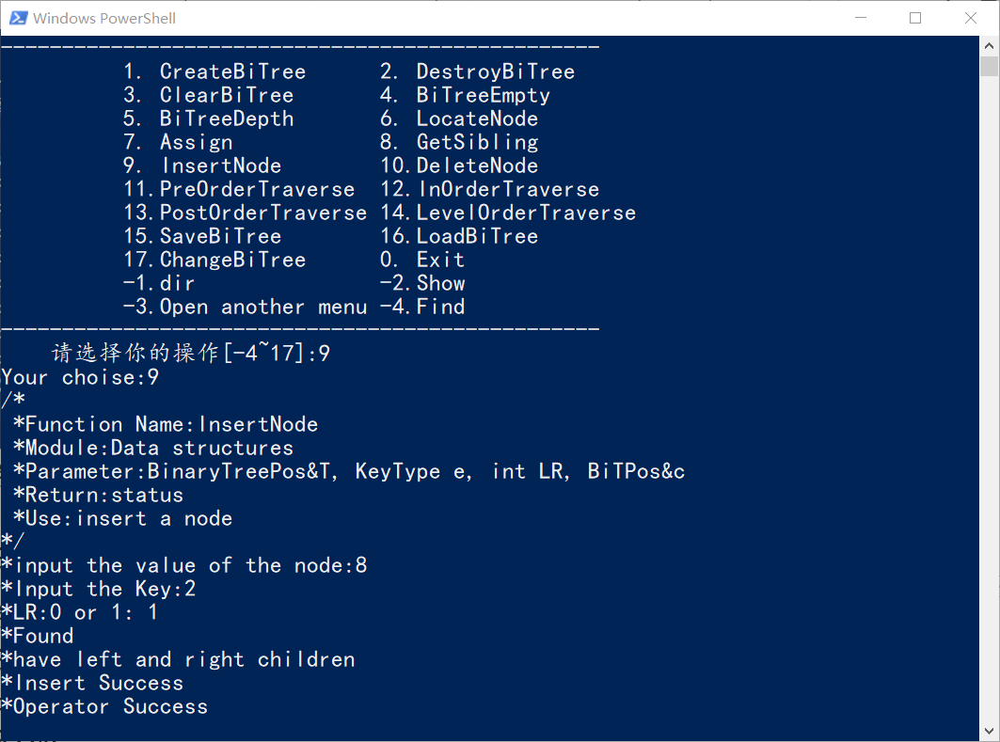 Windows PowerShell
-------------------------------------------------
1. CreateBiTree 2. DestroyBiTree
3. ClearBiTree 4. BiTreeEmpty
5. BiTreeDepth 6. LocateNode
7. Assign 8. GetSibling
9. InsertNode 10.DeleteNode
11.PreOrderTraverse 12.InOrderTraverse
13.PostOrderTraverse 14.LevelOrderTraverse
15.SaveBiTree 16.LoadBiTree
17.ChangeBiTree 0. Exit
-1.dir -2.Show
-3.Open another menu -4.Find
-------------------------------------------------
请选择你的操作[-4~17]:9
Your choise:9
/*
*Function Name:InsertNode
*Module:Data structures
*Parameter:BinaryTreePos&T, KeyType e, int LR, BiTPos&c
*Return:status
*Use:insert a node
*/
*input the value of the node:8
*Input the Key:2
*LR:0 or 1: 1
*Found
*have left and right children
*Insert Success
*Operator Success